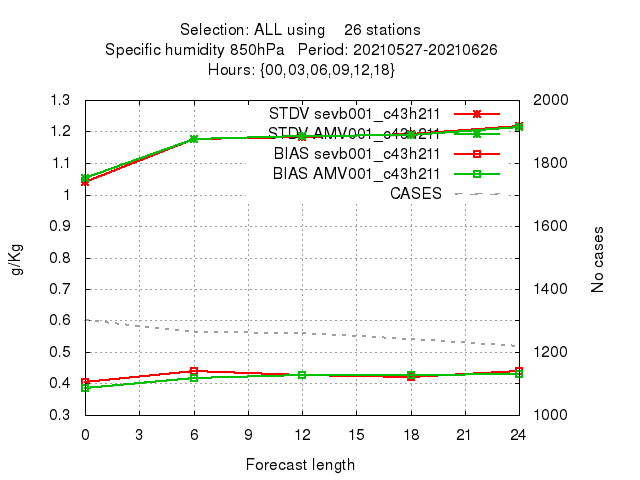 Selection: ALL using 26 stations
Specific humidity 850hPa Period: 20210527-20210626
Hours: {00,03,06,09,12,18}
STDV sevb001_c43h211
STDV AMV001_c43h211
BIAS sevb001_c43h211
BIAS AMV001_c43h211
CASES
1.3
1.2
1.1
1
0.9
0.8
0.7
0.6
0.5
0.4
0.3
g/Kg
2000
1800
1600
1400
1200
1000
No cases
0 3 6 9 12 15 18 21 24
Forecast length